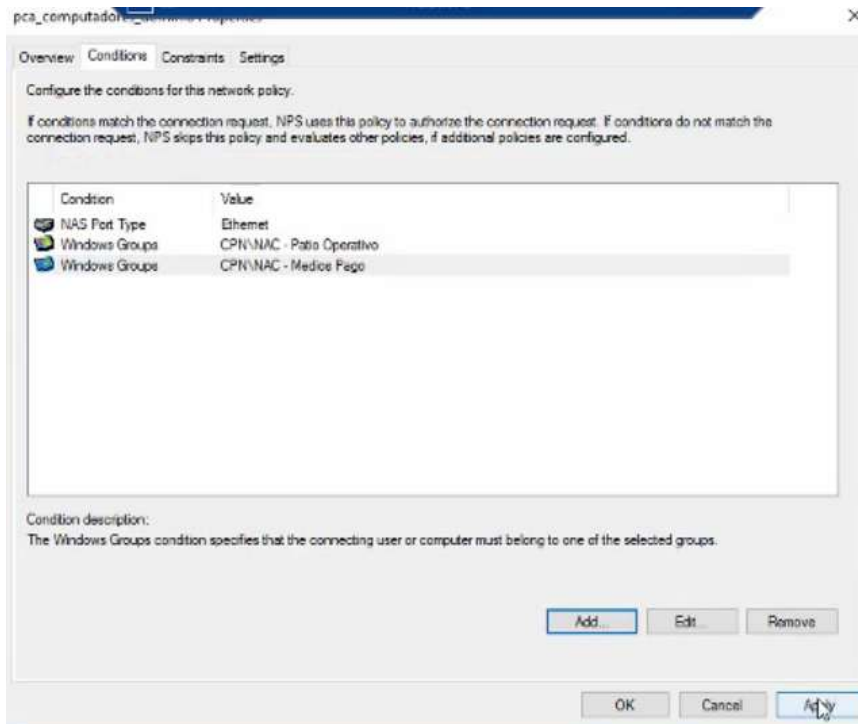 Overview Conditions Constraints Settings
Configure the conditions for this network policy.
If conditions match the connection request, NPS uses this policy to authorize the connection request. If conditions do not match the
connection request, NPS skips this policy and evaluates other policies, if additional policies are configured.
Condition Value
NAS Port Type Ethernet
Windows Groups CPN\NAC - Patio Operativo
Windows Groups CPN\NAC - Medios Pago
Condition description:
The Windows Groups condition specifies that the connecting user or computer must belong to one of the selected groups.
Add... Edit... Remove
OK Cancel Apply